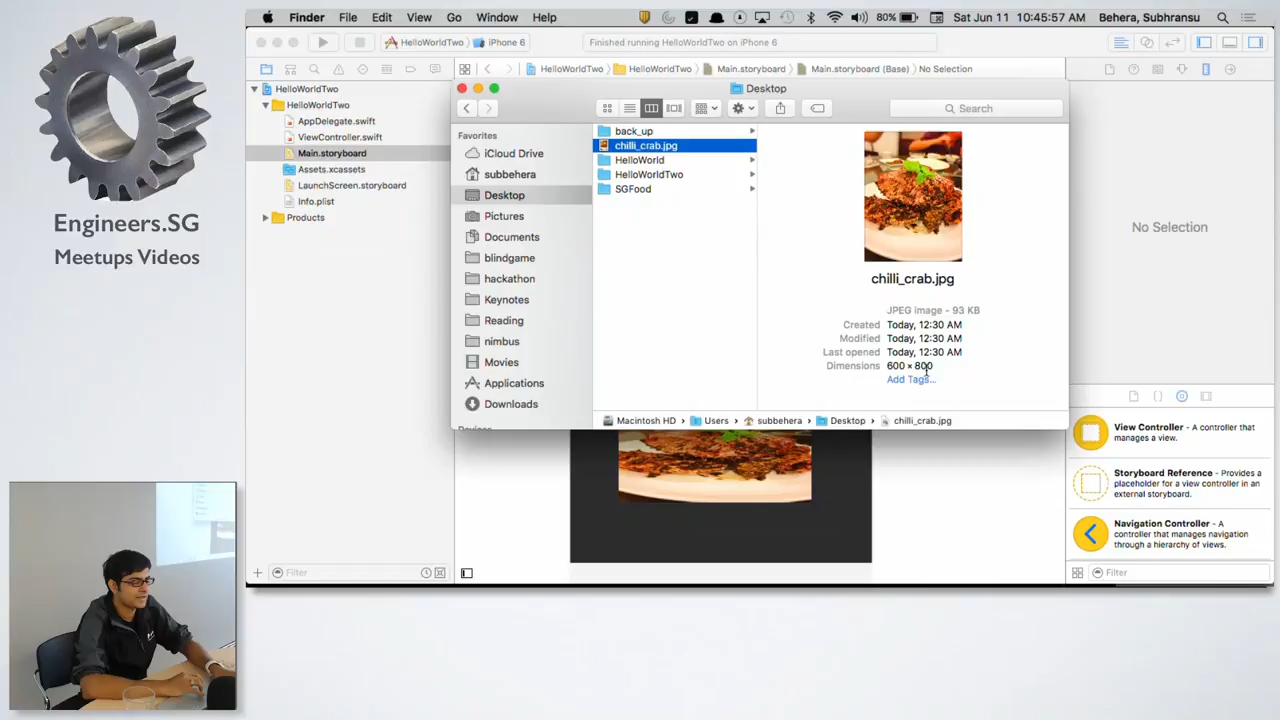 Engineers.SG
Meetups Videos
Finder File Edit View Go Window Help
80% Sat Jun 11 10:45:57 AM Behera, Subhransu
HelloWorldTwo iPhone 6
Finished running HelloWorldTwo on iPhone 6
HelloWorldTwo HelloWorldTwo Main.storyboard Main.storyboard (Base) No Selection
HelloWorldTwo
HelloWorldTwo
AppDelegate.swift
ViewController.swift
Main.storyboard
Assets.xcassets
LaunchScreen.storyboard
Info.plist
Products
Filter
Desktop
Search
Favorites
iCloud Drive
subbehera
Desktop
Pictures
Documents
blindgame
hackathon
Keynotes
Reading
nimbus
Movies
Applications
Downloads
back_up
chilli_crab.jpg
HelloWorld
HelloWorldTwo
SGFood
chilli_crab.jpg
JPEG image - 93 KB
Created Today, 12:30 AM
Modified Today, 12:30 AM
Last opened Today, 12:30 AM
Dimensions 600 × 800
Add Tags...
Macintosh HD Users subbehera Desktop chilli_crab.jpg
No Selection
View Controller - A controller that
manages a view.
Storyboard Reference - Provides a
placeholder for a view controller in an
external storyboard.
Navigation Controller - A
controller that manages navigation
through a hierarchy of views.
Filter